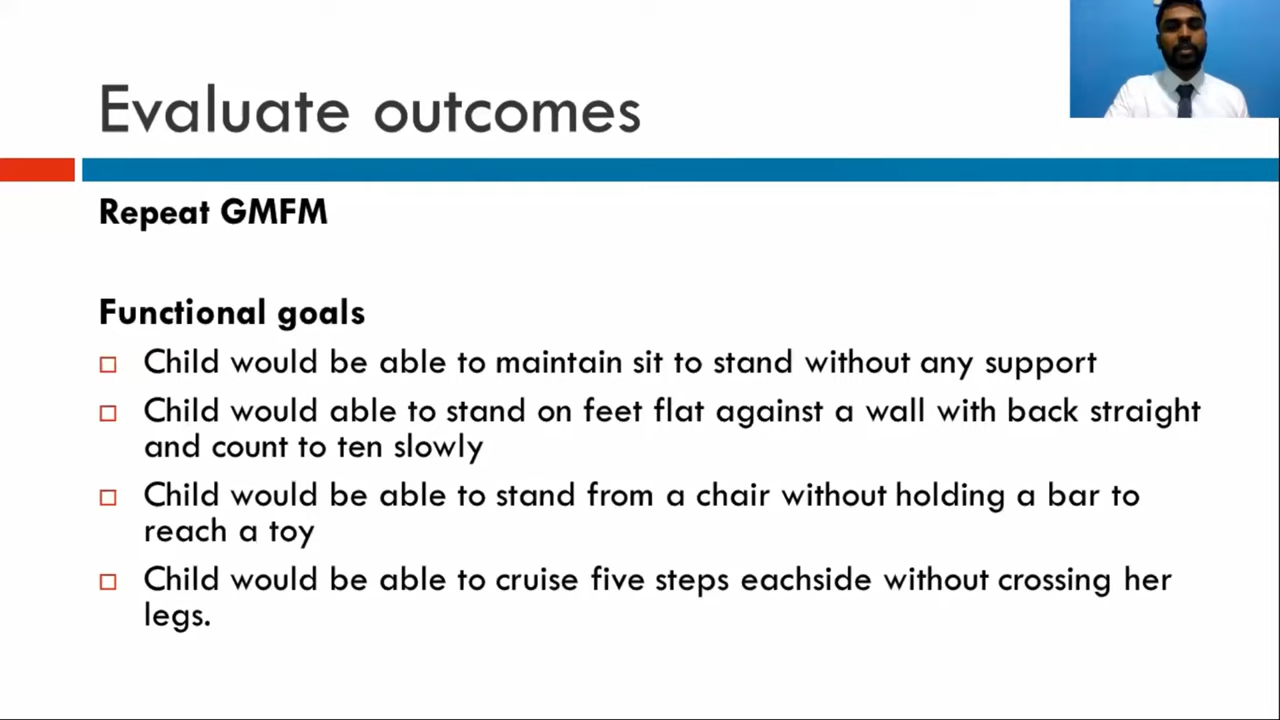 Evaluate outcomes
Repeat GMFM
Functional goals
Child would be able to maintain sit to stand without any support
Child would able to stand on feet flat against a wall with back straight
and count to ten slowly
Child would be able to stand from a chair without holding a bar to
reach a toy
Child would be able to cruise five steps eachside without crossing her
legs.